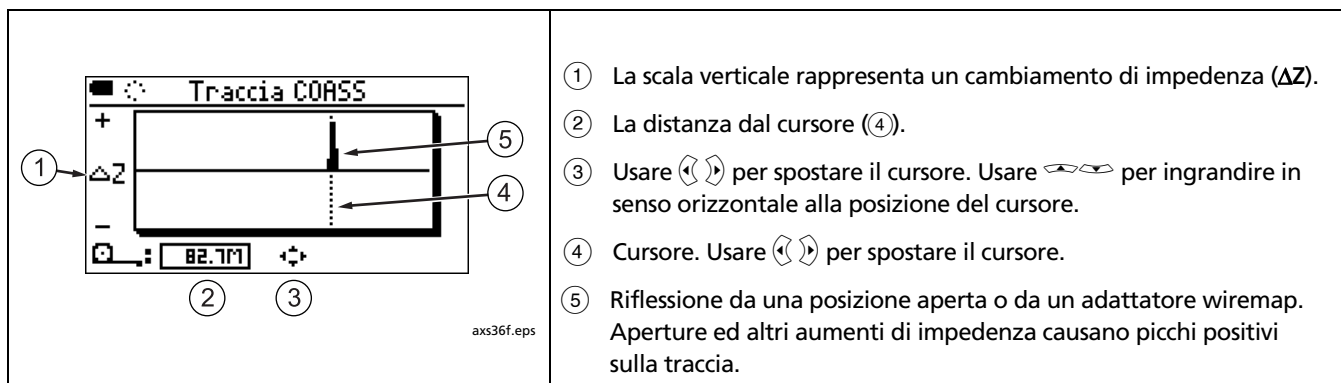 Traccia COASS
+
ΔZ
−
82.7M
1
5
4
2
3
axs36f.eps
1 La scala verticale rappresenta un cambiamento di impedenza (ΔZ).
2 La distanza dal cursore (4).
3 Usare per spostare il cursore. Usare per ingrandire in
senso orizzontale alla posizione del cursore.
4 Cursore. Usare per spostare il cursore.
5 Riflessione da una posizione aperta o da un adattatore wiremap.
Aperture ed altri aumenti di impedenza causano picchi positivi
sulla traccia.